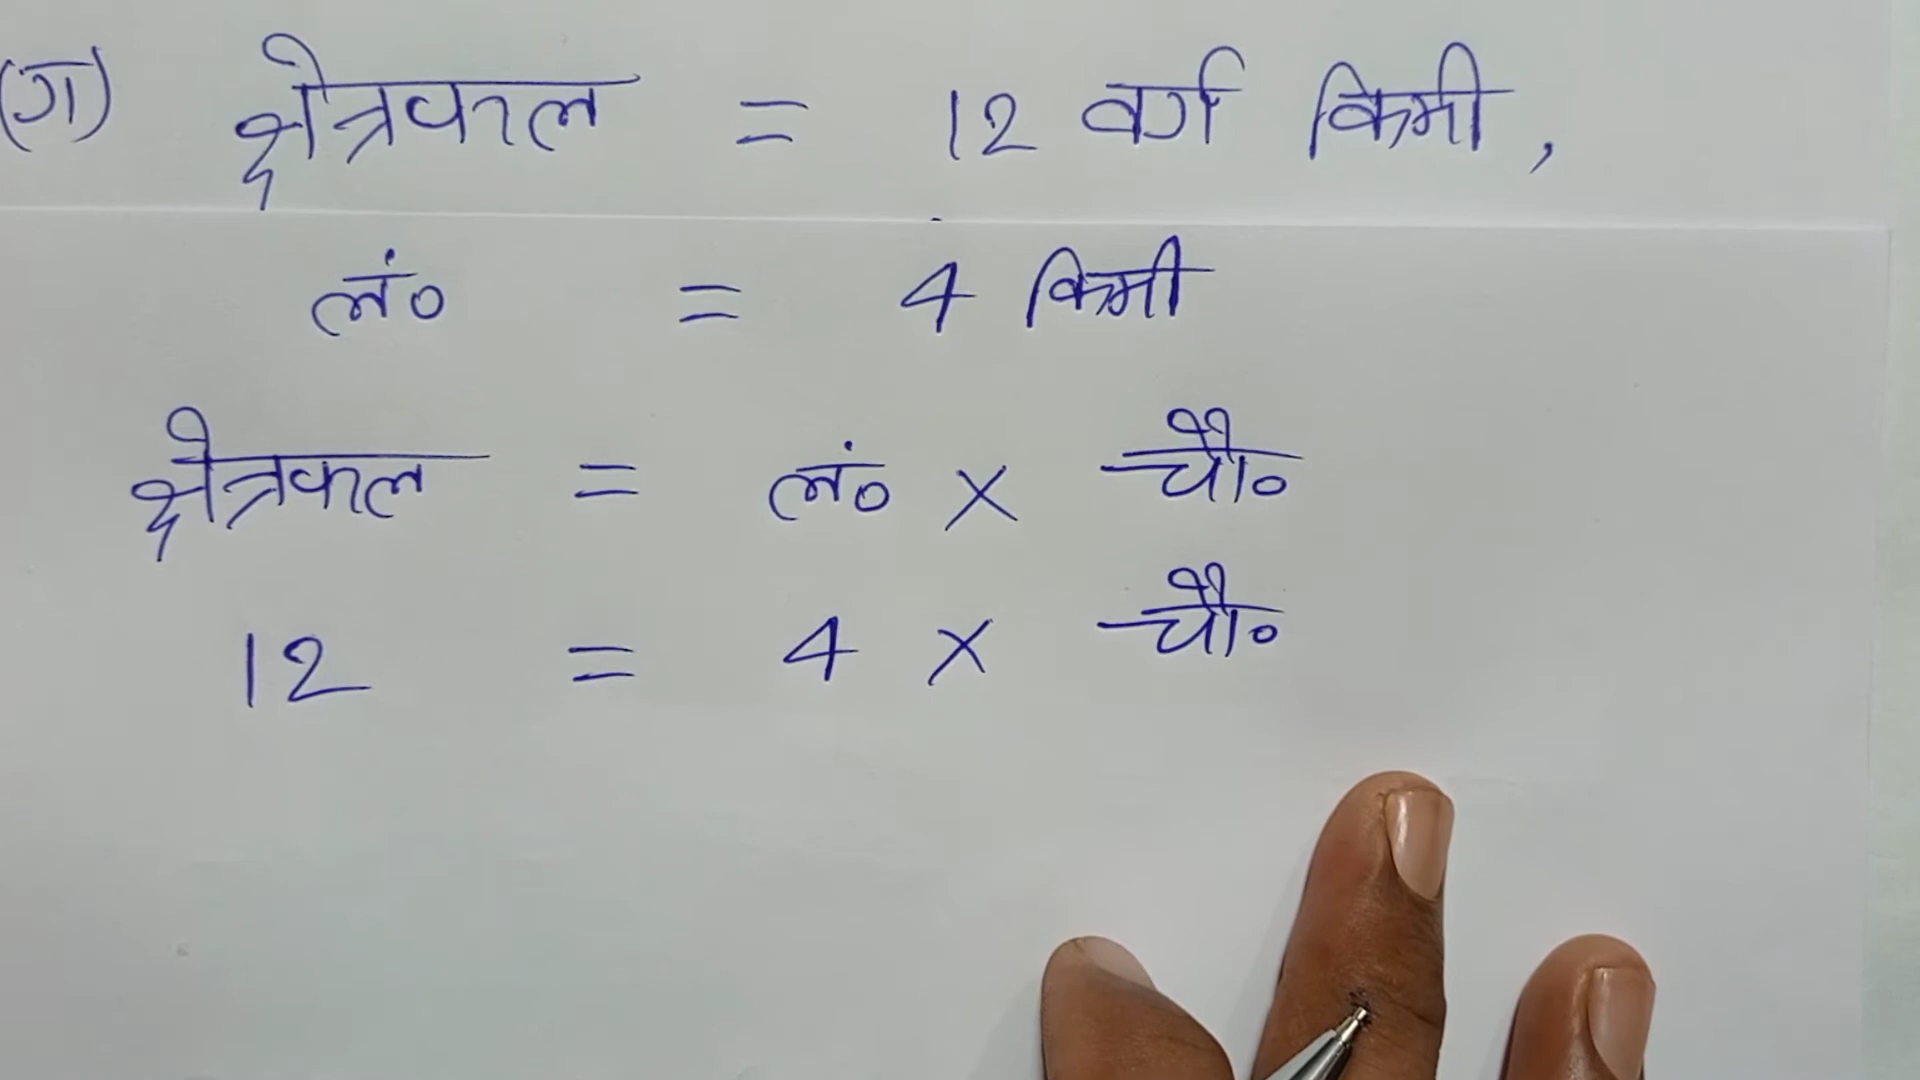 (ग) क्षेत्रफल = 12 वर्ग किमी,
लं० = 4 किमी
क्षेत्रफल = लं० × चौ०
12 = 4 × चौ०